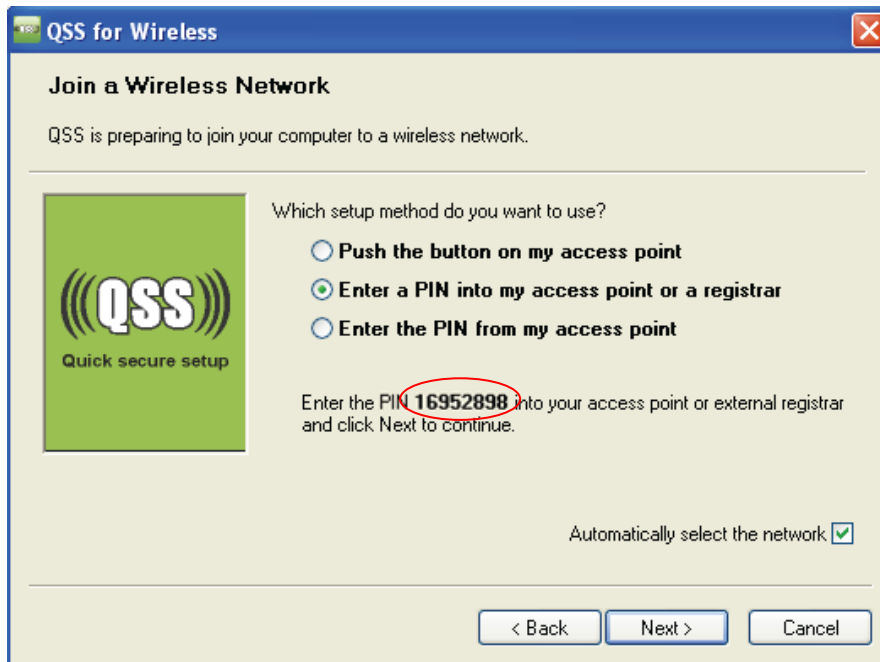 QSS for Wireless
Join a Wireless Network
QSS is preparing to join your computer to a wireless network.
Which setup method do you want to use?
Push the button on my access point
Enter a PIN into my access point or a registrar
Enter the PIN from my access point
(((QSS)))
Quick secure setup
Enter the PIN 16952898 into your access point or external registrar
and click Next to continue.
Automatically select the network
< Back
Next >
Cancel